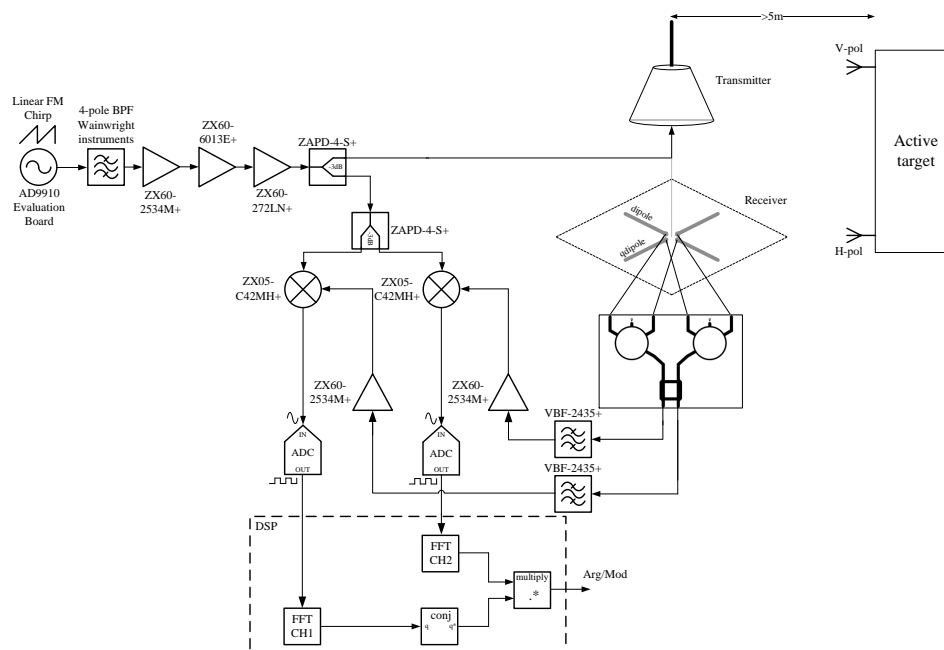 >5m
V-pol
Transmitter
Linear FM
Chirp
4-pole BPF
Wainwright
instruments
ZX60-
6013E+
ZAPD-4-S+
-3dB
Active
target
AD9910
Evaluation
Board
ZX60-
2534M+
ZX60-
272LN+
Receiver
dipole
qdipole
ZAPD-4-S+
-3dB
H-pol
ZX05-
C42MH+
ZX05-
C42MH+
ZX60-
2534M+
ZX60-
2534M+
VBF-2435+
IN
ADC
OUT
IN
ADC
OUT
VBF-2435+
DSP
FFT
CH2
multiply
.*
Arg/Mod
FFT
CH1
conj
q
q*